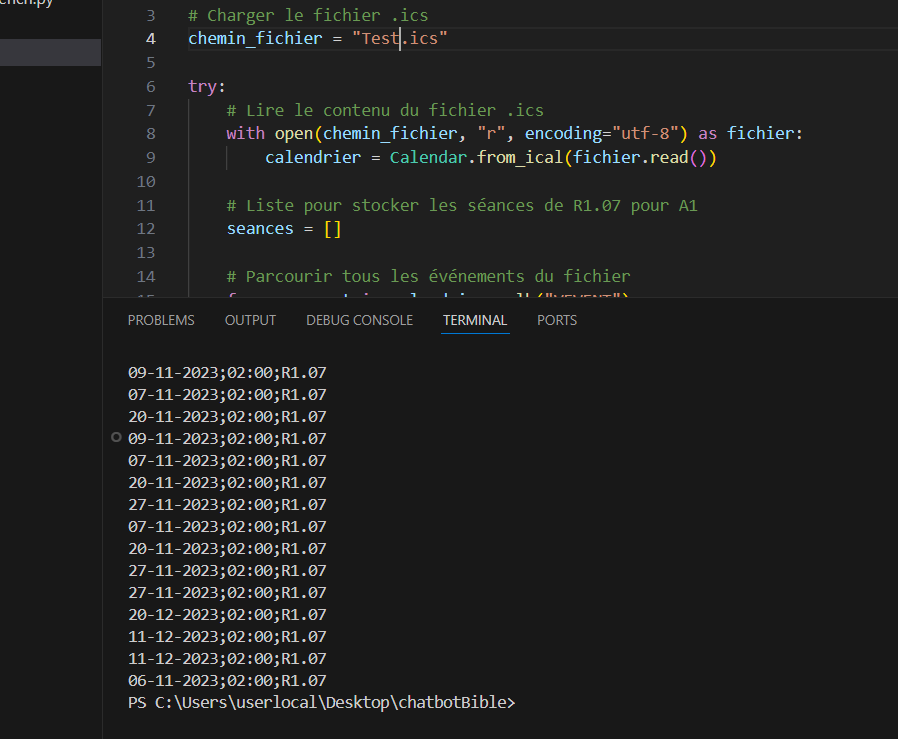 3 # Charger le fichier .ics
4 chemin_fichier = "Test.ics"
5
6 try:
7 # Lire le contenu du fichier .ics
8 with open(chemin_fichier, "r", encoding="utf-8") as fichier:
9 calendrier = Calendar.from_ical(fichier.read())
10
11 # Liste pour stocker les séances de R1.07 pour A1
12 seances = []
13
14 # Parcourir tous les événements du fichier
PROBLEMS OUTPUT DEBUG CONSOLE TERMINAL PORTS
09-11-2023;02:00;R1.07
07-11-2023;02:00;R1.07
20-11-2023;02:00;R1.07
09-11-2023;02:00;R1.07
07-11-2023;02:00;R1.07
20-11-2023;02:00;R1.07
27-11-2023;02:00;R1.07
07-11-2023;02:00;R1.07
20-11-2023;02:00;R1.07
27-11-2023;02:00;R1.07
27-11-2023;02:00;R1.07
20-12-2023;02:00;R1.07
11-12-2023;02:00;R1.07
11-12-2023;02:00;R1.07
06-11-2023;02:00;R1.07
PS C:\Users\userlocal\Desktop\chatbotBible>